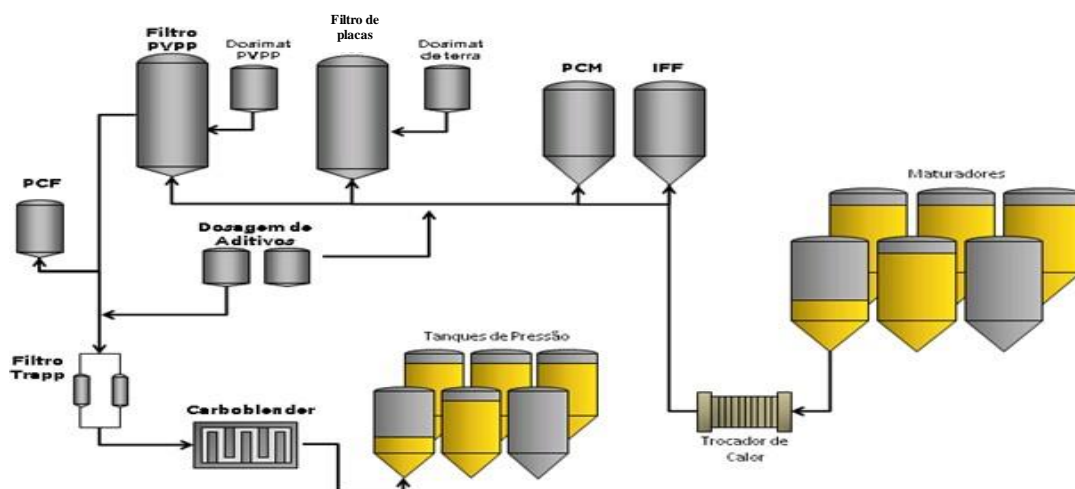 Filtro
PVPP
Dosimat
PVPP
Filtro de
placas
Dosimat
de terra
PCM
IFF
Maturadores
PCF
Dosagem de
Aditivos
Tanques de Pressão
Filtro
Trapp
Carboblender
Trocador de
Calor